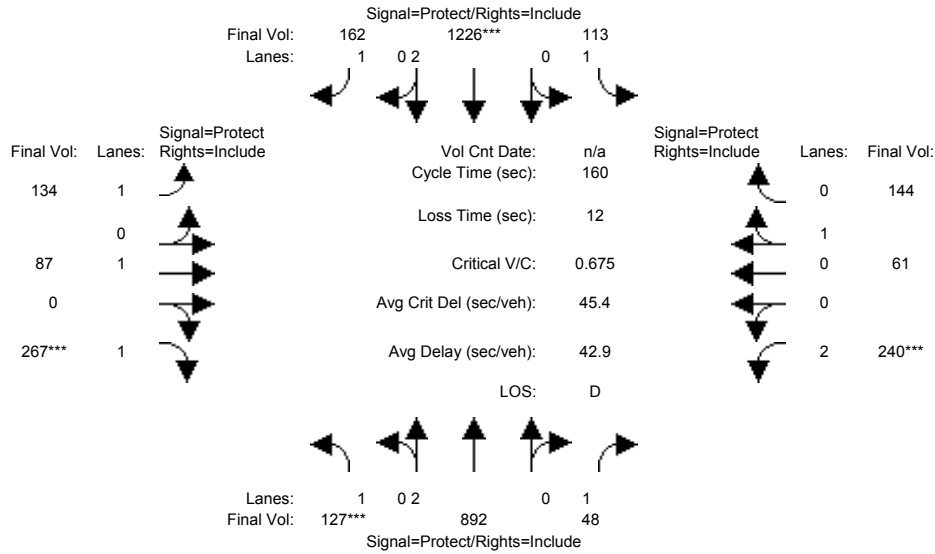 Signal=Protect/Rights=Include
Final Vol: 162 1226*** 113
Lanes: 1 0 2 0 1
Signal=Protect Signal=Protect
Final Vol: Lanes: Rights=Include Vol Cnt Date: n/a Rights=Include Lanes: Final Vol:
Cycle Time (sec): 160
134 1 0 144
Loss Time (sec): 12
0 1
87 1 Critical V/C: 0.675 0 61
0 Avg Crit Del (sec/veh): 45.4 0
267*** 1 Avg Delay (sec/veh): 42.9 2 240***
LOS: D
Lanes: 1 0 2 0 1
Final Vol: 127*** 892 48
Signal=Protect/Rights=Include